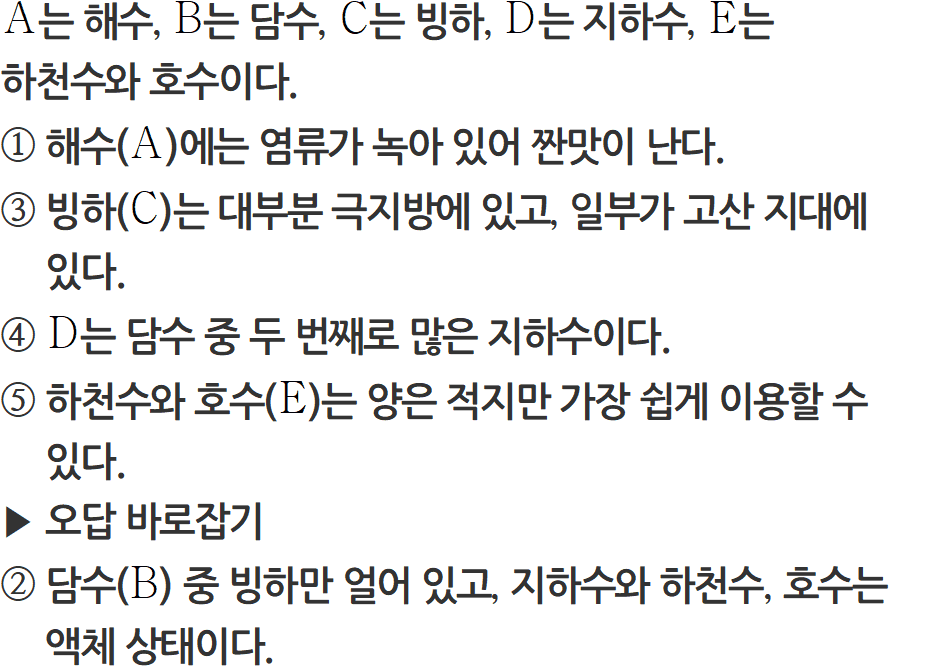 A는 해수, B는 담수, C는 빙하, D는 지하수, E는
하천수와 호수이다.
① 해수(A)에는 염류가 녹아 있어 짠맛이 난다.
③ 빙하(C)는 대부분 극지방에 있고, 일부가 고산 지대에
있다.
④ D는 담수 중 두 번째로 많은 지하수이다.
⑤ 하천수와 호수(E)는 양은 적지만 가장 쉽게 이용할 수
있다.
▶ 오답 바로잡기
② 담수(B) 중 빙하만 얼어 있고, 지하수와 하천수, 호수는
액체 상태이다.